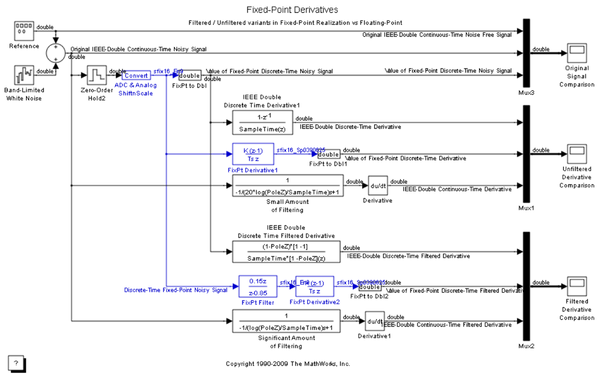 Fixed-Point Derivatives
Filtered / Unfiltered variants in Fixed-Point Realization vs Floating-Point
double
Reference
Original IEEE-Double Continuous-Time Noisy Free Signal
Original IEEE-Double Continuous-Time Noisy Signal
double
double
Band-Limited
White Noise
double
Zero-Order
Hold2
Convert
ADC & Analog
ShiftnScale
double
FixPt to Dbl
double
Value of Fixed-Point Discrete-Time Noisy Signal
Value of Fixed-Point Discrete-Time Noisy Signal
Mux3
double
Original
Signal
Comparison
IEEE Double
Discrete Time Derivative1
1-z-1
SampleTime(z)
double
IEEE-Double Discrete-Time Derivative
K (z-1)
Ts z
FixPt Derivative1
double
FixPt to Dbl1
double
Value of Fixed-Point Discrete-Time Derivative
1
-1/(20*log(PoleZ)/SampleTime)s+1
Small Amount
of Filtering
double
du/dt
Derivative
double
IEEE-Double Continuous-Time Derivative
Mux1
double
Unfiltered
Derivative
Comparison
IEEE Double
Discrete Time Filtered Derivative
(1-PoleZ)*[1 -1]
SampleTime*[1 -PoleZ](z)
double
IEEE-Double Discrete-Time Filtered Derivative
Discrete-Time Fixed-Point Noisy Signal
0.15z
z-0.85
FixPt Filter
(z-1)
Ts z
FixPt Derivative2
double
FixPt to Dbl2
double
Value of Fixed-Point Discrete-Time Filtered Derivative
1
-1/(log(PoleZ)/SampleTime)s+1
Significant Amount
of Filtering
double
du/dt
Derivative1
double
IEEE-Double Continuous-Time Filtered Derivative
Mux2
double
Filtered
Derivative
Comparison
?
Copyright 1990-2009 The MathWorks, Inc.